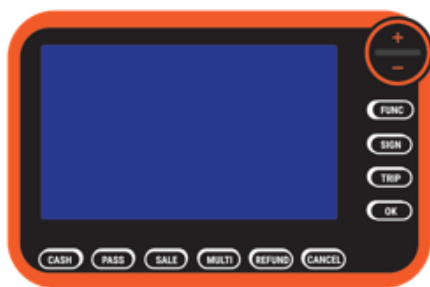 +
−
FUNC
SIGN
TRIP
OK
CASH PASS SALE MULTI REFUND CANCEL